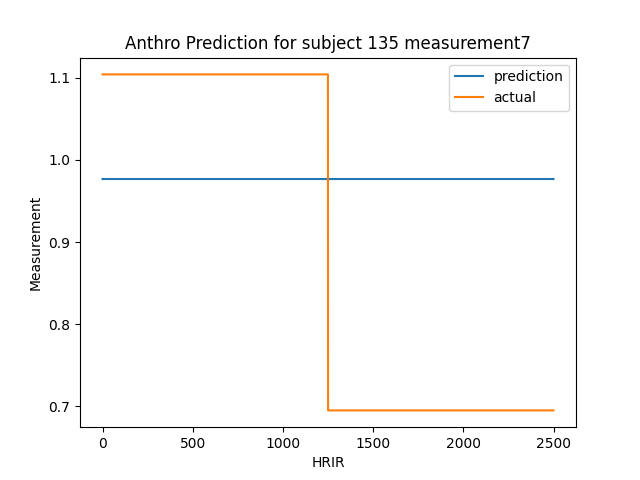 Anthro Prediction for subject 135 measurement7
prediction
actual
Measurement
1.1
1.0
0.9
0.8
0.7
0
500
1000
1500
2000
2500
HRIR